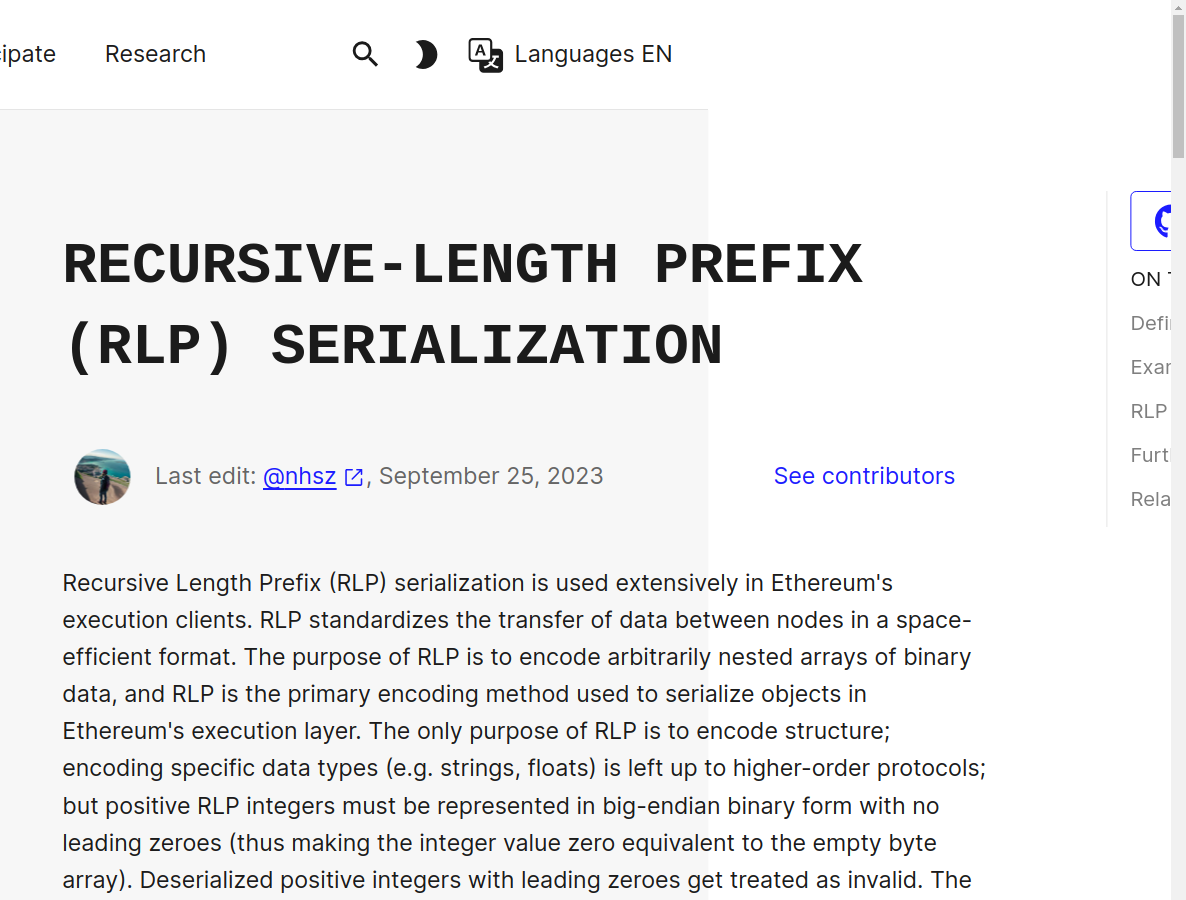 cipate Research Languages EN
RECURSIVE-LENGTH PREFIX
(RLP) SERIALIZATION
ON
Last edit: @nhsz, September 25, 2023 See contributors
RLP
Recursive Length Prefix (RLP) serialization is used extensively in Ethereum's
execution clients. RLP standardizes the transfer of data between nodes in a space-
efficient format. The purpose of RLP is to encode arbitrarily nested arrays of binary
data, and RLP is the primary encoding method used to serialize objects in
Ethereum's execution layer. The only purpose of RLP is to encode structure;
encoding specific data types (e.g. strings, floats) is left up to higher-order protocols;
but positive RLP integers must be represented in big-endian binary form with no
leading zeroes (thus making the integer value zero equivalent to the empty byte
array). Deserialized positive integers with leading zeroes get treated as invalid. The